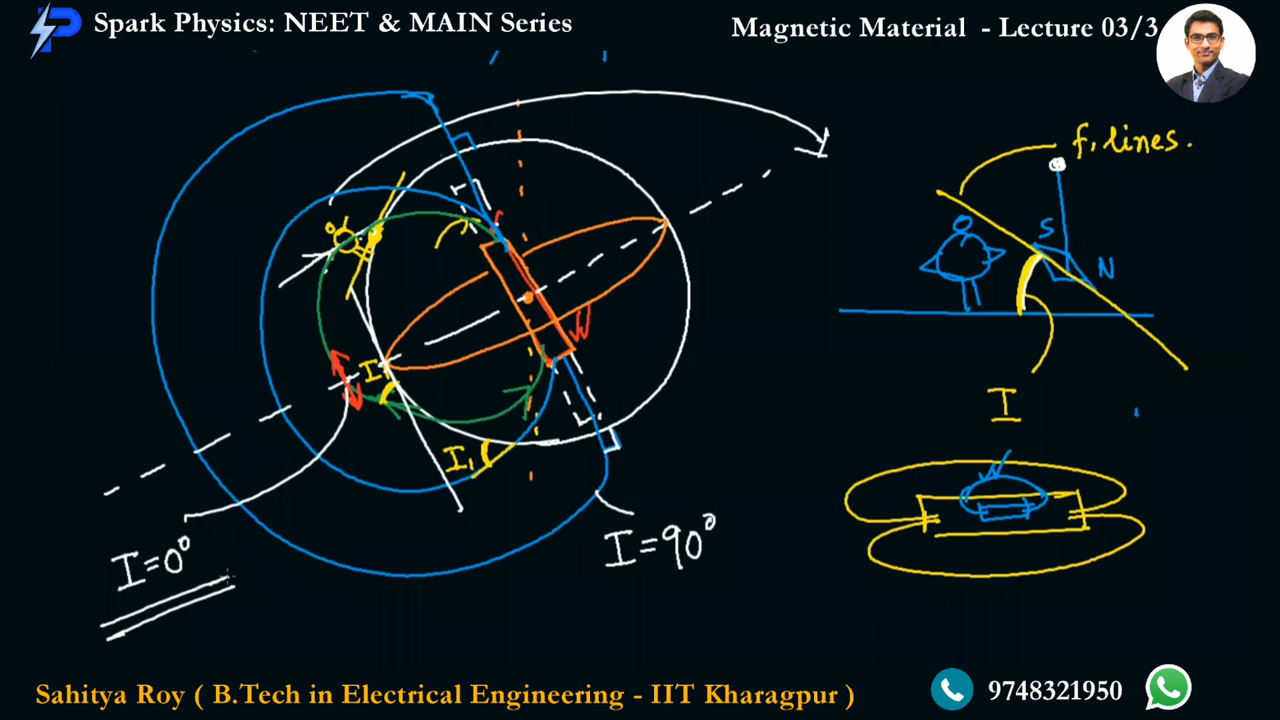 Spark Physics: NEET & MAIN Series
Magnetic Material - Lecture 03/3
f. lines.
S
N
I
I
I₁
I=0°
I=90°
Sahitya Roy ( B.Tech in Electrical Engineering - IIT Kharagpur )
9748321950